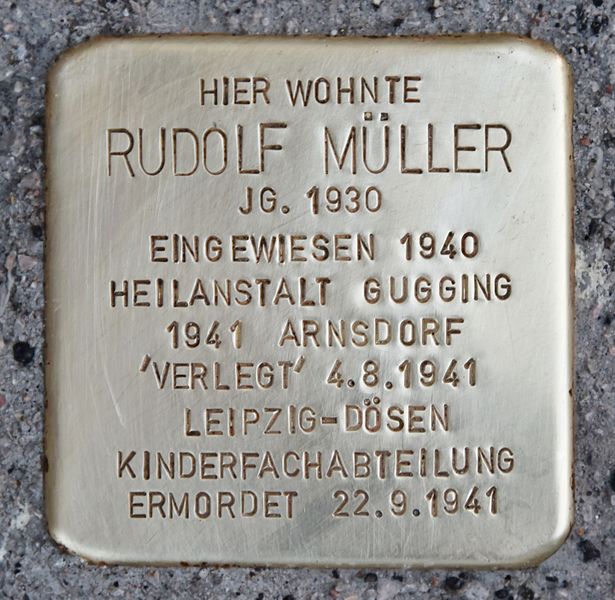 HIER WOHNTE
RUDOLF MÜLLER
JG. 1930
EINGEWIESEN 1940
HEILANSTALT GUGGING
1941 ARNSDORF
'VERLEGT' 4.8.1941
LEIPZIG-DÖSEN
KINDERFACHABTEILUNG
ERMORDET 22.9.1941